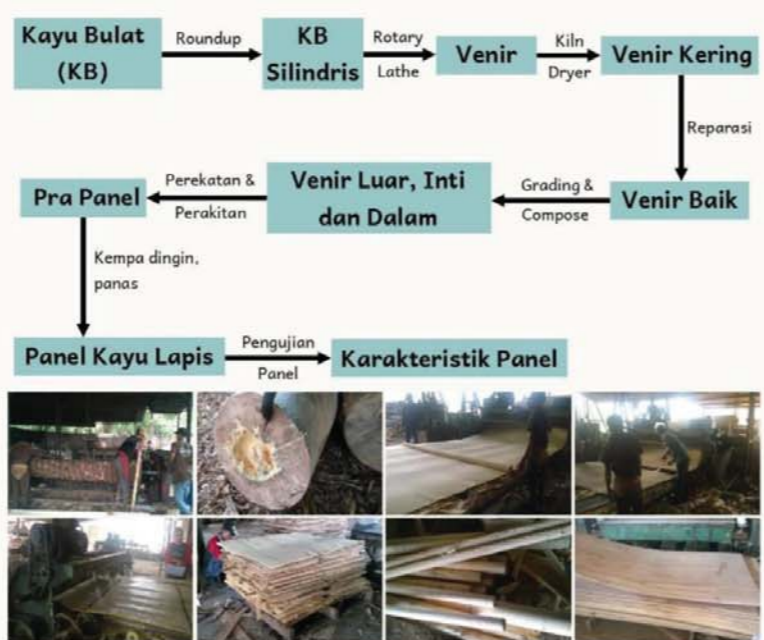 Kayu Bulat
(KB)
Roundup
KB
Silindris
Rotary
Lathe
Venir
Kiln
Dryer
Venir Kering
Reparasi
Venir Baik
Grading &
Compose
Venir Luar, Inti
dan Dalam
Perekatan &
Perakitan
Pra Panel
Kempa dingin,
panas
Panel Kayu Lapis
Pengujian
Panel
Karakteristik Panel